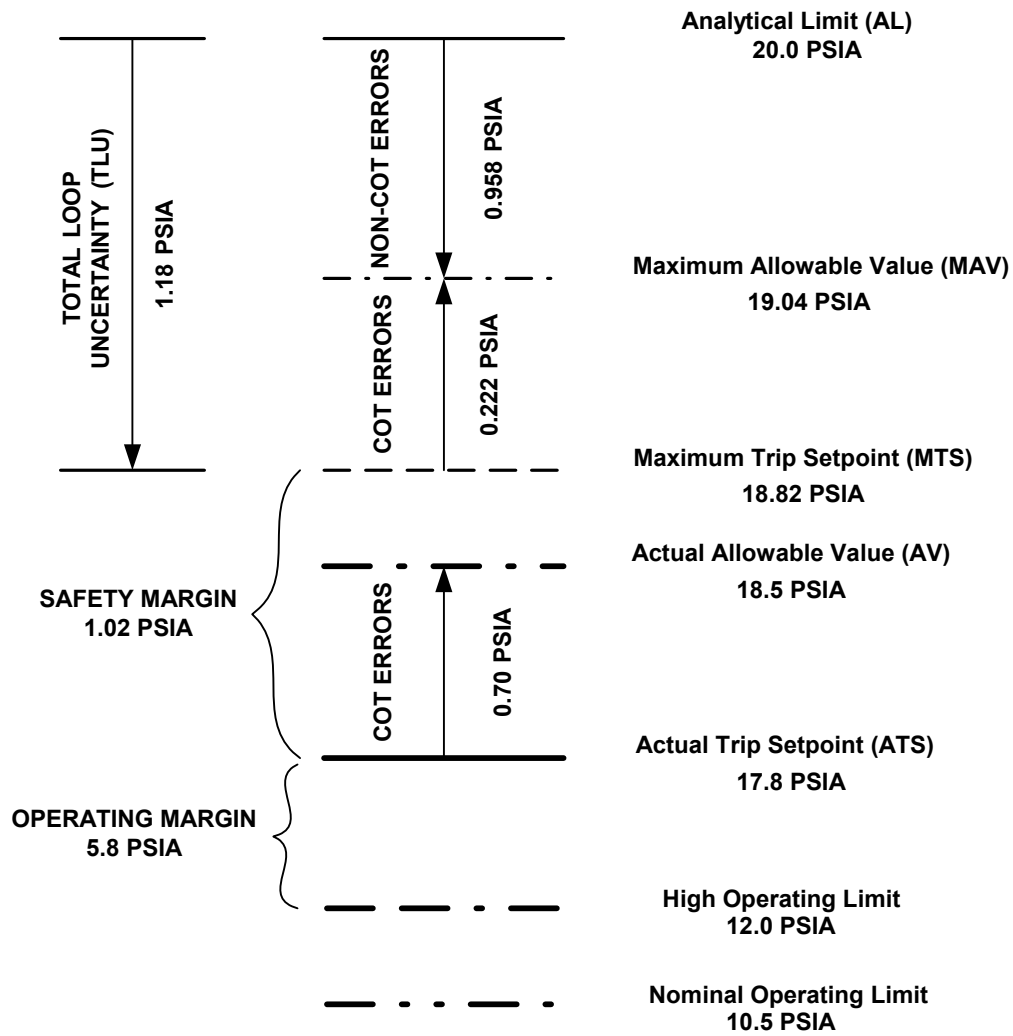 Analytical Limit (AL)
20.0 PSIA
TOTAL LOOP
UNCERTAINTY (TLU)
1.18 PSIA
NON-COT ERRORS
0.958 PSIA
Maximum Allowable Value (MAV)
19.04 PSIA
COT ERRORS
0.222 PSIA
Maximum Trip Setpoint (MTS)
18.82 PSIA
Actual Allowable Value (AV)
18.5 PSIA
SAFETY MARGIN
1.02 PSIA
COT ERRORS
0.70 PSIA
Actual Trip Setpoint (ATS)
17.8 PSIA
OPERATING MARGIN
5.8 PSIA
High Operating Limit
12.0 PSIA
Nominal Operating Limit
10.5 PSIA